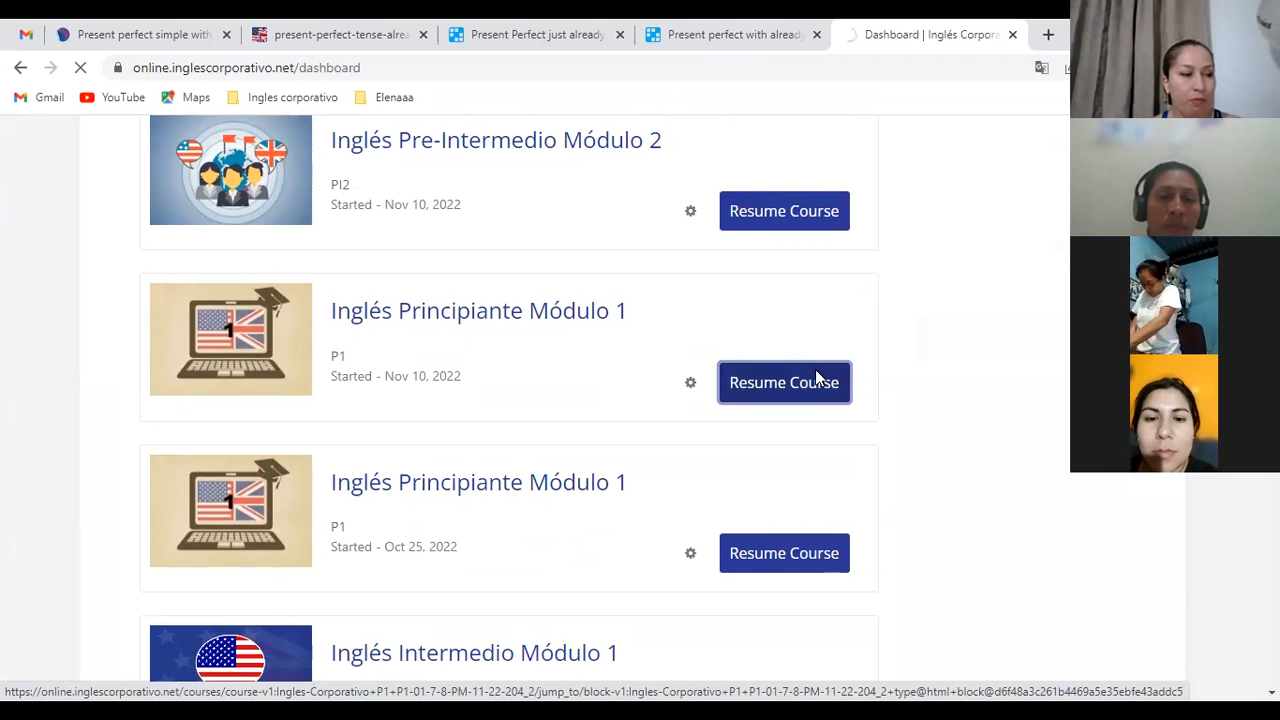 Present perfect simple with
present-perfect-tense-alrea
Present Perfect just already
Present perfect with already
Dashboard | Inglés Corpora
online.inglescorporativo.net/dashboard
Gmail
YouTube
Maps
Ingles corporativo
Elenaaa
Inglés Pre-Intermedio Módulo 2
PI2
Started - Nov 10, 2022
Resume Course
1
Inglés Principiante Módulo 1
P1
Started - Nov 10, 2022
Resume Course
1
Inglés Principiante Módulo 1
P1
Started - Oct 25, 2022
Resume Course
Inglés Intermedio Módulo 1
https://online.inglescorporativo.net/courses/course-v1:Ingles-Corporativo+P1+P1-01-7-8-PM-11-22-204_2/jump_to/block-v1:Ingles-Corporativo+P1+P1-01-7-8-PM-11-22-204_2+type@html+block@d6f48a3c261b4469a5e35ebfe43addc5